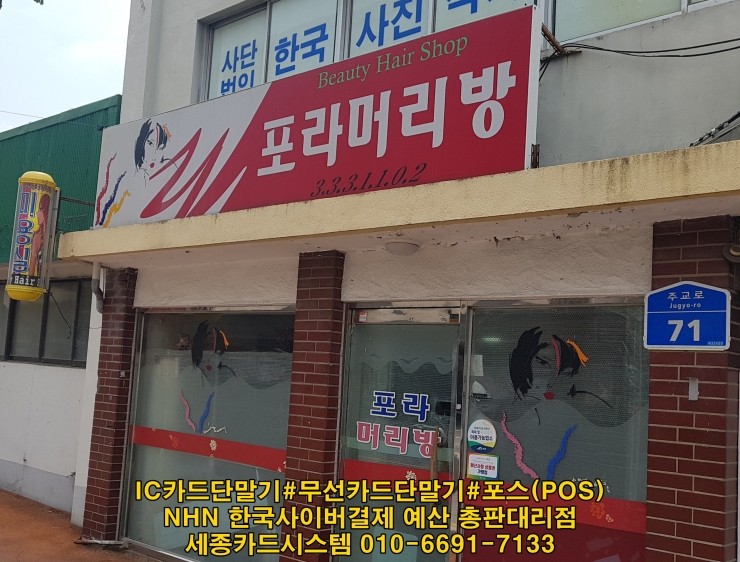 사단
법인
한국 사진
Beauty Hair Shop
포라머리방
3.3.3.1.1.0.2
미용실
Hair
주교로
Jugyo-ro
71
포라
머리방
IC카드단말기#무선카드단말기#포스(POS)
NHN 한국사이버결제 예산 총판대리점
세종카드시스템 010-6691-7133